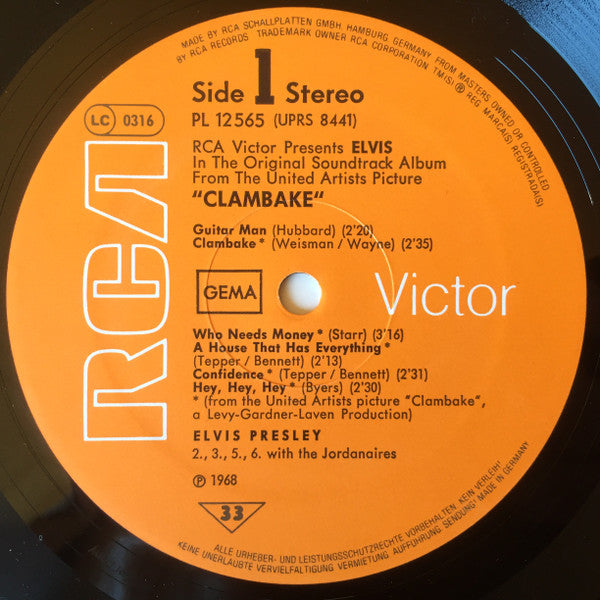 MADE BY RCA SCHALLPLATTEN GMBH, HAMBURG GERMANY, FROM MASTERS OWNED OR CONTROLLED
BY RCA RECORDS TRADEMARK OWNER RCA CORPORATION TM(S) ® REG MARCA(S) REGISTRADA(S)
Side 1 Stereo
PL 12565 (UPRS 8441)
LC 0316
RCA Victor Presents ELVIS
In The Original Soundtrack Album
From The United Artists Picture
“CLAMBAKE“
Guitar Man (Hubbard) (2'20)
Clambake* (Weisman / Wayne) (2'35)
RCA
GEMA
Victor
Who Needs Money* (Starr) (3'16)
A House That Has Everything*
(Tepper / Bennett) (2'13)
Confidence* (Tepper / Bennett) (2'31)
Hey, Hey, Hey* (Byers) (2'30)
* (from the United Artists picture "Clambake",
a Levy-Gardner-Laven Production)
ELVIS PRESLEY
2., 3., 5., 6. with the Jordanaires
Ⓟ 1968
33
ALLE URHEBER- UND LEISTUNGSSCHUTZRECHTE VORBEHALTEN KEIN VERLEIH!
KEINE UNERLAUBTE VERVIELFÄLTIGUNG VERMIETUNG AUFFÜHRUNG SENDUNG! MADE IN GERMANY